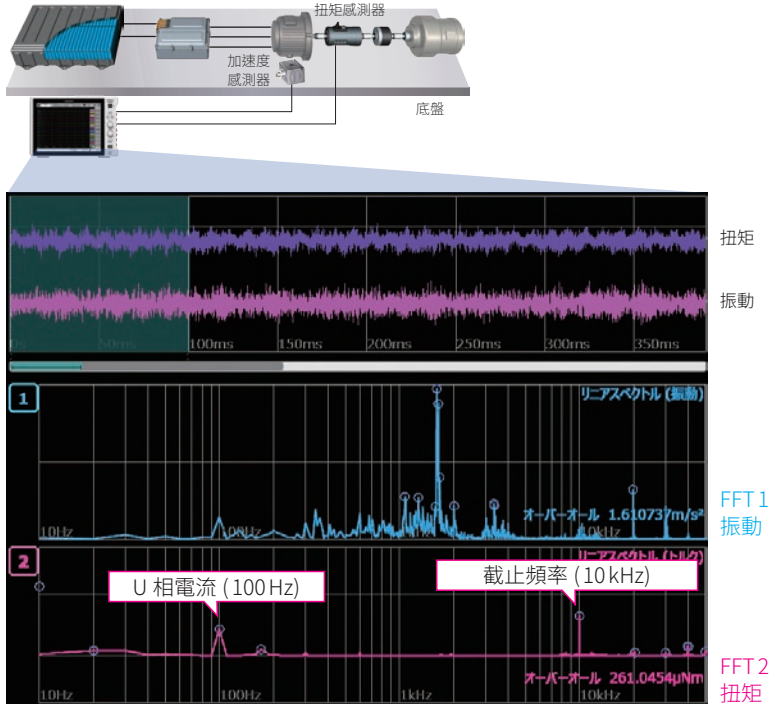 扭矩感測器
加速度
感測器
底盤
扭矩
振動
0s 50ms 100ms 150ms 200ms 250ms 300ms 350ms
1
リニアスペクトル (振動)
FFT 1
振動
オーバーオール 1.610737m/s²
10Hz 100Hz 1kHz 10kHz
2
リニアスペクトル (トルク)
U 相電流 (100 Hz)
截止頻率 (10 kHz)
FFT 2
扭矩
オーバーオール 261.0454μNm
10Hz 100Hz 1kHz 10kHz